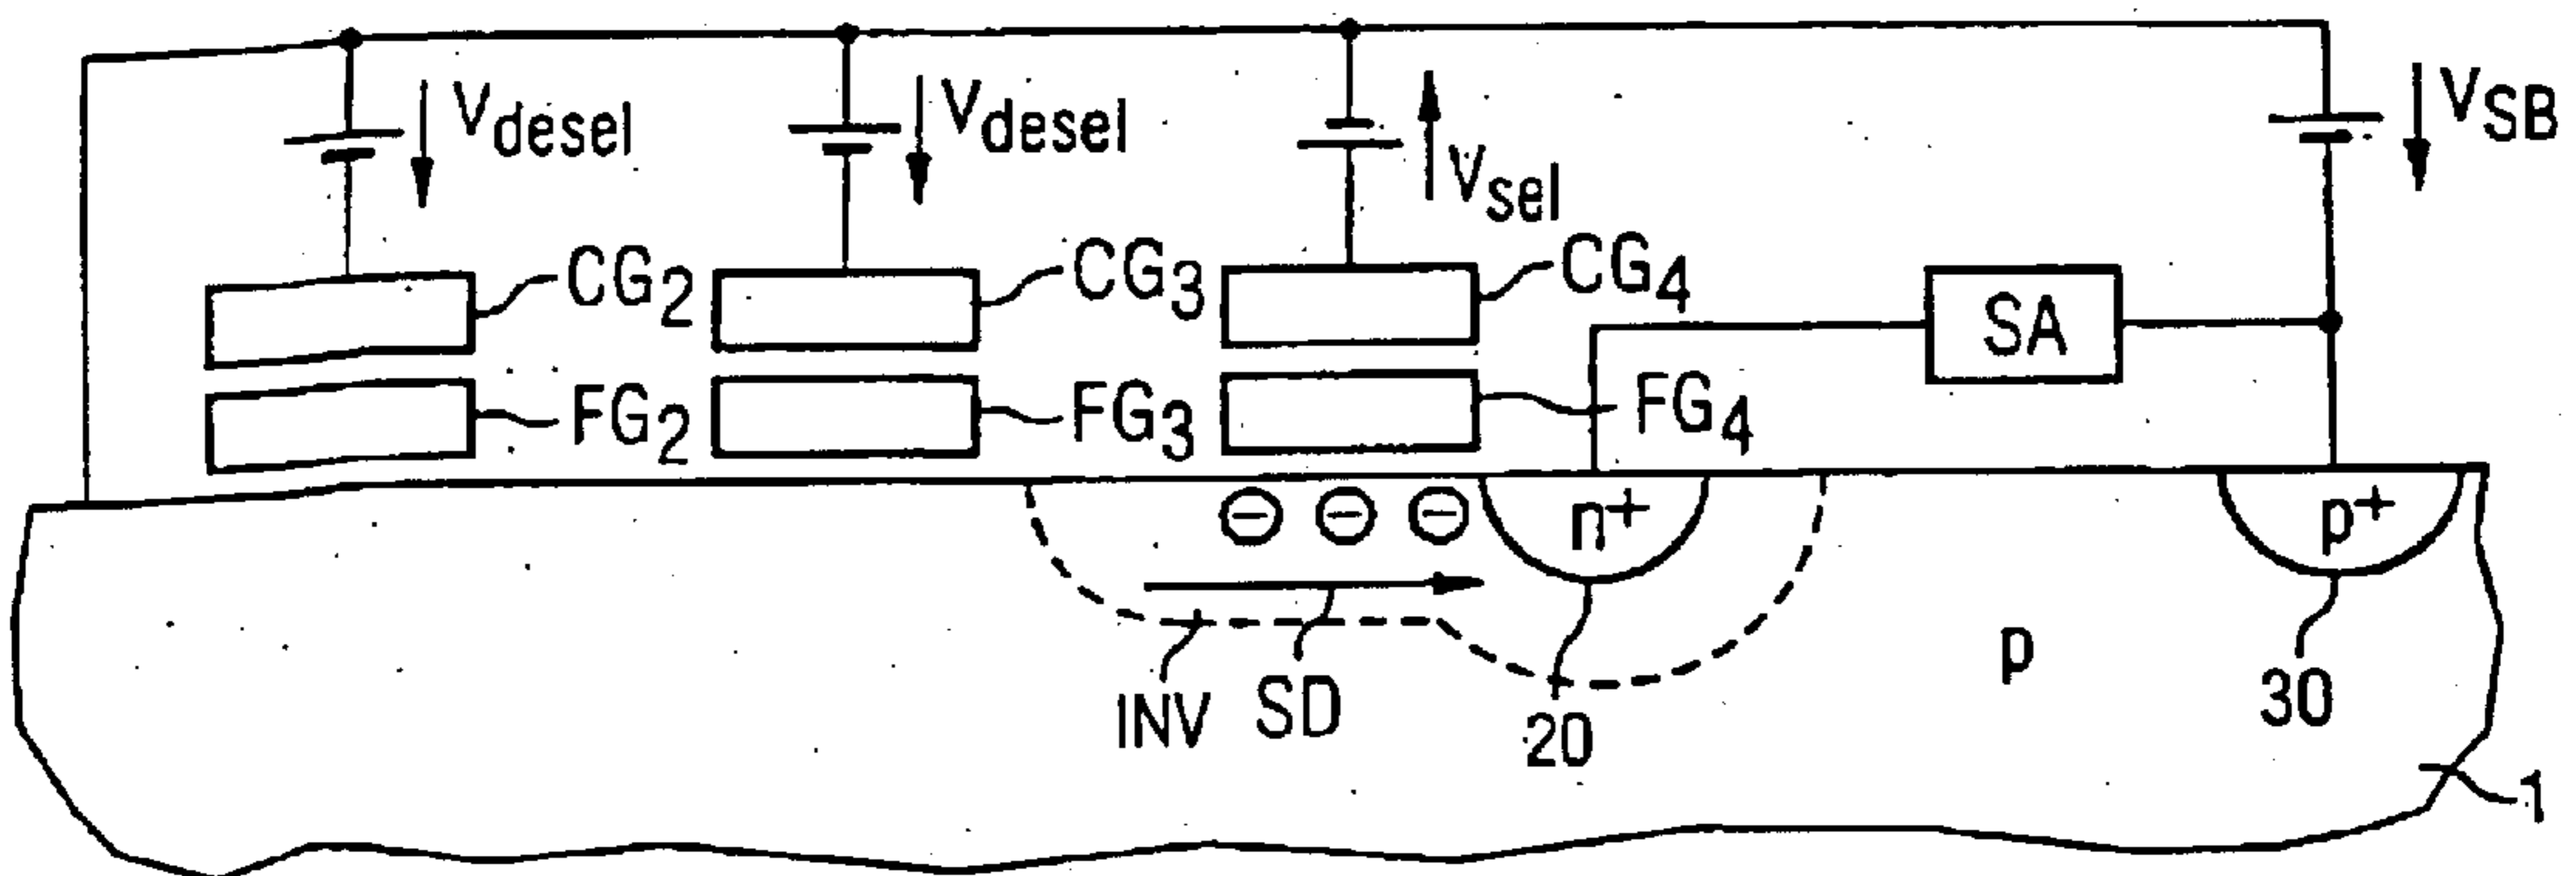 Vdesel Vdesel Vsel VSB
CG2 CG3 CG4 SA
FG2 FG3 FG4
⊖ ⊖ ⊖ n+ p+
INV SD 20 p 30
1